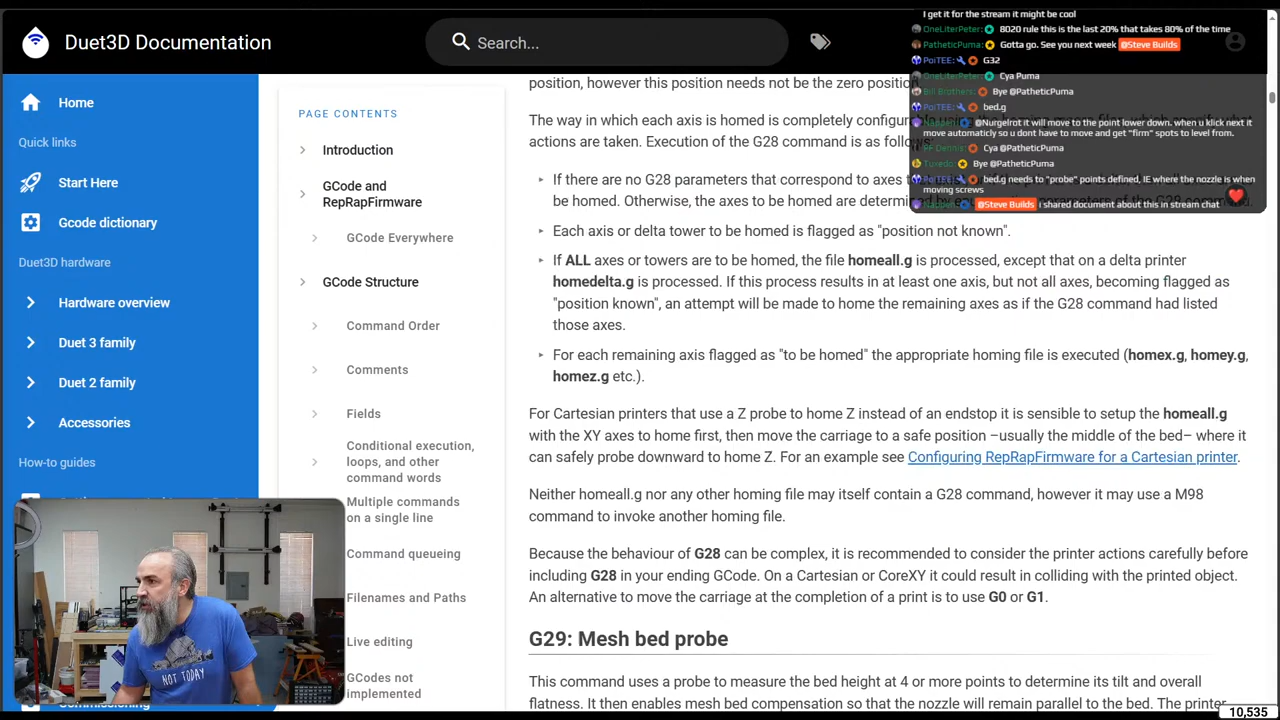 Duet3D Documentation
Search...
Home
Quick links
Start Here
Gcode dictionary
Duet3D hardware
Hardware overview
Duet 3 family
Duet 2 family
Accessories
How-to guides
PAGE CONTENTS
Introduction
GCode and
RepRapFirmware
GCode Everywhere
GCode Structure
Command Order
Comments
Fields
Conditional execution,
loops, and other
command words
Multiple commands
on a single line
Command queueing
Filenames and Paths
Live editing
GCodes not
implemented
position, however this position needs not be the zero position
The way in which each axis is homed is completely
actions are taken. Execution of the G28 command is as follows
If there are no G28 parameters that correspond to axes
be homed. Otherwise, the axes to be homed are
Each axis or delta tower to be homed is flagged as "position not known".
If ALL axes or towers are to be homed, the file homeall.g is processed, except that on a delta printer
homedelta.g is processed. If this process results in at least one axis, but not all axes, becoming flagged as
"position known", an attempt will be made to home the remaining axes as if the G28 command had listed
those axes.
For each remaining axis flagged as "to be homed" the appropriate homing file is executed (homex.g, homey.g,
homez.g etc.).
For Cartesian printers that use a Z probe to home Z instead of an endstop it is sensible to setup the homeall.g
with the XY axes to home first, then move the carriage to a safe position –usually the middle of the bed– where it
can safely probe downward to home Z. For an example see Configuring RepRapFirmware for a Cartesian printer.
Neither homeall.g nor any other homing file may itself contain a G28 command, however it may use a M98
command to invoke another homing file.
Because the behaviour of G28 can be complex, it is recommended to consider the printer actions carefully before
including G28 in your ending GCode. On a Cartesian or CoreXY it could result in colliding with the printed object.
An alternative to move the carriage at the completion of a print is to use G0 or G1.
G29: Mesh bed probe
This command uses a probe to measure the bed height at 4 or more points to determine its tilt and overall
flatness. It then enables mesh bed compensation so that the nozzle will remain parallel to the bed. The printer
I get it for the stream it might be cool
OneLiterPeter: 8020 rule this is the last 20% that takes 80% of the time
PatheticPuma: Gotta go. See you next week @Steve Builds
PoiTEE: G32
OneLiterPeter: Cya Puma
Bill Brothers: Bye @PatheticPuma
PoiTEE: bed.g
Nappen: @Nurgelrot it will move to the point lower down. when u klick next it
move automaticly so u dont have to move and get "firm" spots to level from.
PF Dennis: Cya @PatheticPuma
Tuxedo: Bye @PatheticPuma
PoiTEE: bed.g needs to "probe" points defined, IE where the nozzle is when
moving screws
Nappen: @Steve Builds i shared document about this in stream chat
NOT TODAY
10,535